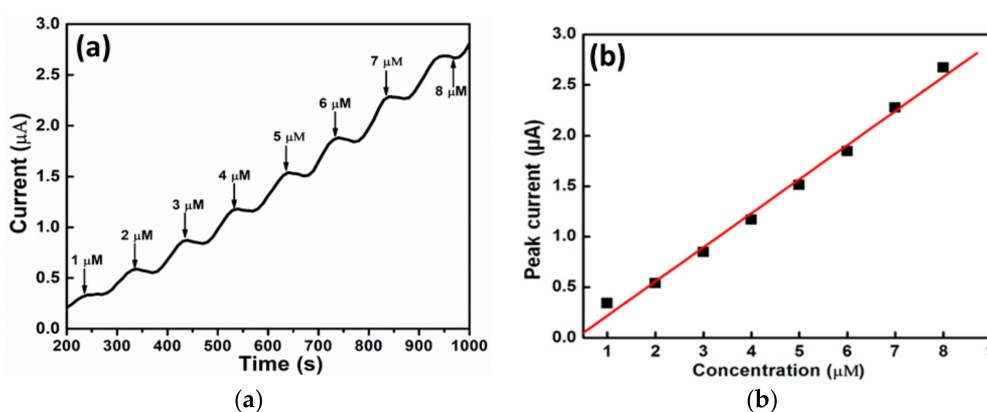 (a)
Current (μA)
3.0
2.5
2.0
1.5
1.0
0.5
0.0
1 μM
2 μM
3 μM
4 μM
5 μM
6 μM
7 μM
8 μM
200 300 400 500 600 700 800 900 1000
Time (s)
(a)
(b)
Peak current (μA)
3.0
2.5
2.0
1.5
1.0
0.5
0.0
1 2 3 4 5 6 7 8 9
Concentration (μM)
(b)